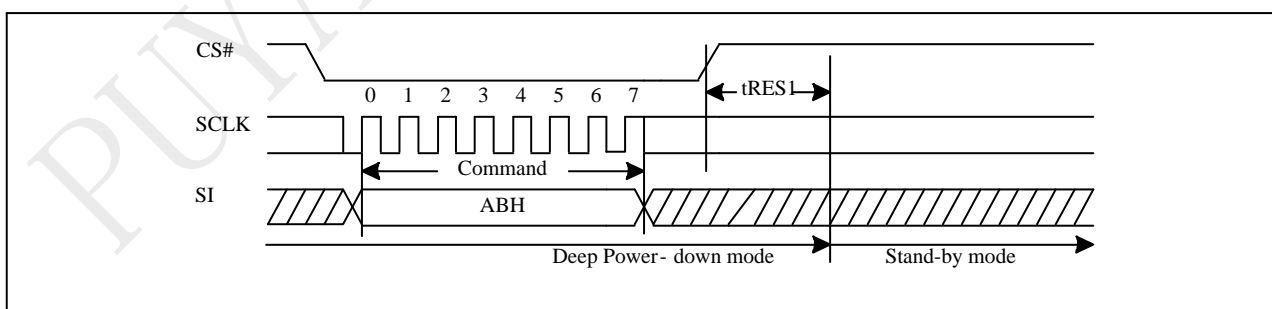 PUYA
CS#
tRES1
0 1 2 3 4 5 6 7
SCLK
Command
SI
ABH
Deep Power- down mode
Stand-by mode